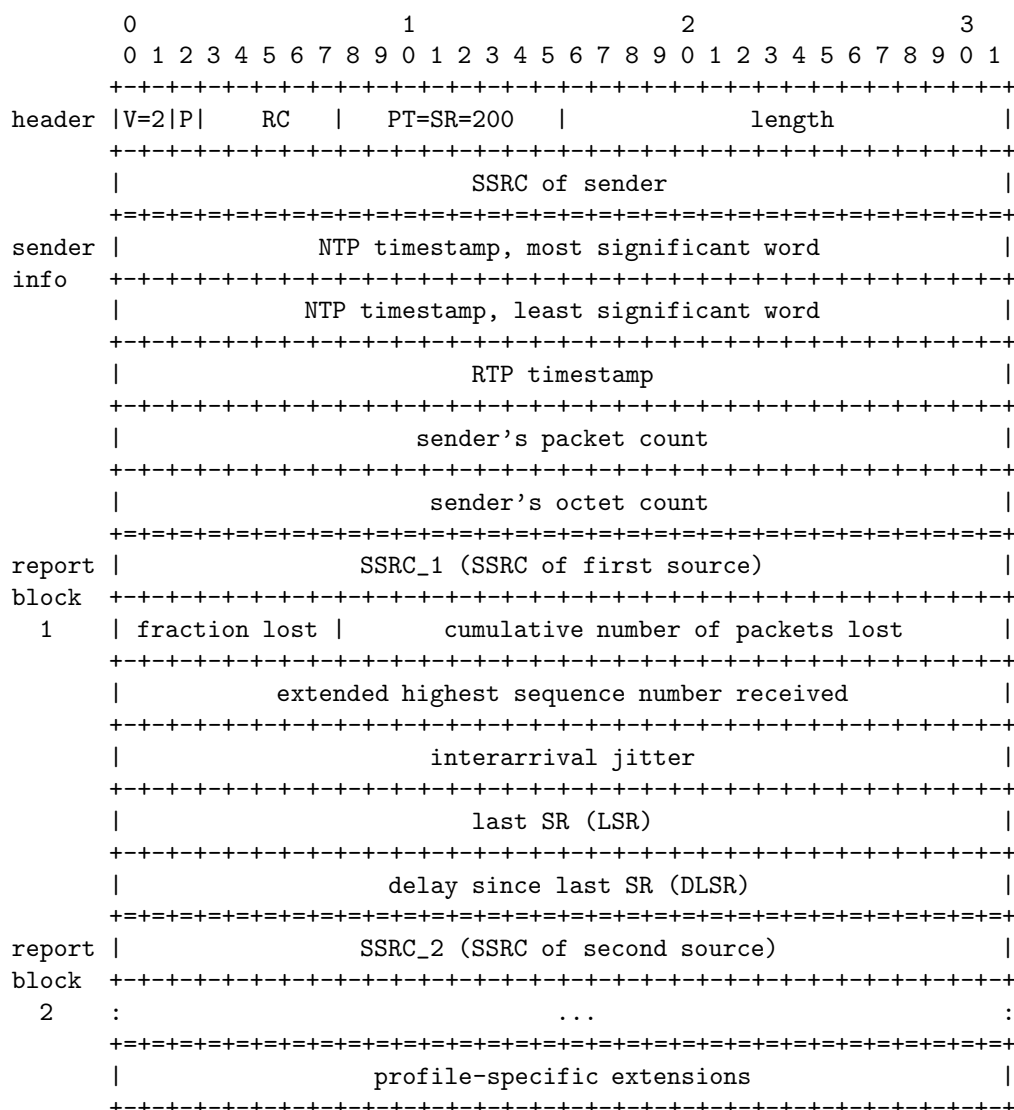 0                   1                   2                   3
        0 1 2 3 4 5 6 7 8 9 0 1 2 3 4 5 6 7 8 9 0 1 2 3 4 5 6 7 8 9 0 1
       +-+-+-+-+-+-+-+-+-+-+-+-+-+-+-+-+-+-+-+-+-+-+-+-+-+-+-+-+-+-+-+-+
header |V=2|P|    RC   |   PT=SR=200   |             length            |
       +-+-+-+-+-+-+-+-+-+-+-+-+-+-+-+-+-+-+-+-+-+-+-+-+-+-+-+-+-+-+-+-+
       |                         SSRC of sender                        |
       +=+=+=+=+=+=+=+=+=+=+=+=+=+=+=+=+=+=+=+=+=+=+=+=+=+=+=+=+=+=+=+=+
sender |              NTP timestamp, most significant word             |
info   +-+-+-+-+-+-+-+-+-+-+-+-+-+-+-+-+-+-+-+-+-+-+-+-+-+-+-+-+-+-+-+-+
       |             NTP timestamp, least significant word             |
       +-+-+-+-+-+-+-+-+-+-+-+-+-+-+-+-+-+-+-+-+-+-+-+-+-+-+-+-+-+-+-+-+
       |                         RTP timestamp                         |
       +-+-+-+-+-+-+-+-+-+-+-+-+-+-+-+-+-+-+-+-+-+-+-+-+-+-+-+-+-+-+-+-+
       |                     sender's packet count                     |
       +-+-+-+-+-+-+-+-+-+-+-+-+-+-+-+-+-+-+-+-+-+-+-+-+-+-+-+-+-+-+-+-+
       |                      sender's octet count                     |
       +=+=+=+=+=+=+=+=+=+=+=+=+=+=+=+=+=+=+=+=+=+=+=+=+=+=+=+=+=+=+=+=+
report |                 SSRC_1 (SSRC of first source)                 |
block  +-+-+-+-+-+-+-+-+-+-+-+-+-+-+-+-+-+-+-+-+-+-+-+-+-+-+-+-+-+-+-+-+
  1    | fraction lost |       cumulative number of packets lost       |
       +-+-+-+-+-+-+-+-+-+-+-+-+-+-+-+-+-+-+-+-+-+-+-+-+-+-+-+-+-+-+-+-+
       |           extended highest sequence number received           |
       +-+-+-+-+-+-+-+-+-+-+-+-+-+-+-+-+-+-+-+-+-+-+-+-+-+-+-+-+-+-+-+-+
       |                      interarrival jitter                      |
       +-+-+-+-+-+-+-+-+-+-+-+-+-+-+-+-+-+-+-+-+-+-+-+-+-+-+-+-+-+-+-+-+
       |                         last SR (LSR)                         |
       +-+-+-+-+-+-+-+-+-+-+-+-+-+-+-+-+-+-+-+-+-+-+-+-+-+-+-+-+-+-+-+-+
       |                   delay since last SR (DLSR)                  |
       +=+=+=+=+=+=+=+=+=+=+=+=+=+=+=+=+=+=+=+=+=+=+=+=+=+=+=+=+=+=+=+=+
report |                 SSRC_2 (SSRC of second source)                |
block  +-+-+-+-+-+-+-+-+-+-+-+-+-+-+-+-+-+-+-+-+-+-+-+-+-+-+-+-+-+-+-+-+
  2    :                               ...                             :
       +=+=+=+=+=+=+=+=+=+=+=+=+=+=+=+=+=+=+=+=+=+=+=+=+=+=+=+=+=+=+=+=+
       |                  profile-specific extensions                  |
       +-+-+-+-+-+-+-+-+-+-+-+-+-+-+-+-+-+-+-+-+-+-+-+-+-+-+-+-+-+-+-+-+